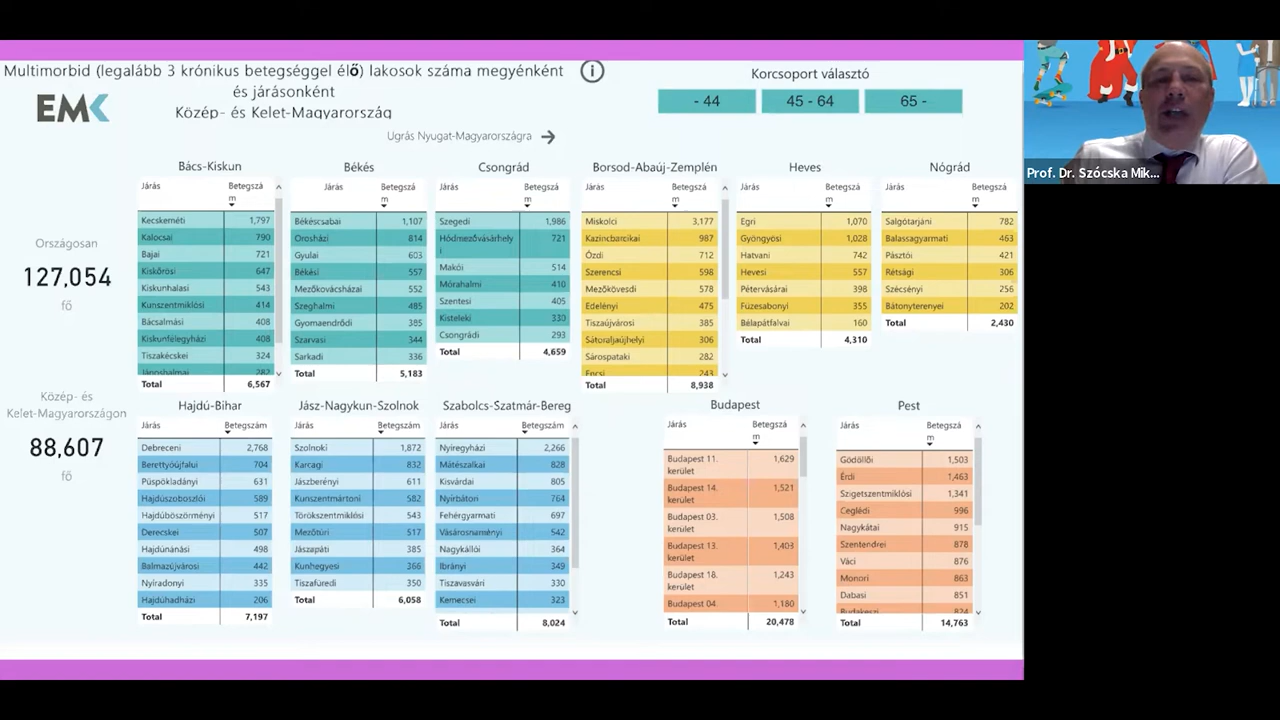 Multimorbid (legalább 3 krónikus betegséggel élő) lakosok száma megyénként
és járásonként
Közép- és Kelet-Magyarország
EMK
i
Korcsoport választó
- 44
45 - 64
65 -
Ugrás Nyugat-Magyarországra
Országosan
127,054
fő
Közép- és
Kelet-Magyarországon
88,607
fő
Bács-Kiskun
Járás Betegszá
m
Kecskeméti 1,797
Kalocsai 790
Bajai 721
Kiskőrösi 647
Kiskunhalasi 543
Kunszentmiklósi 414
Bácsalmási 408
Kiskunfélegyházi 408
Tiszakécskei 324
Jánoshalmai 282
Total 6,567
Békés
Járás Betegszá
m
Békéscsabai 1,107
Orosházi 814
Gyulai 603
Békési 557
Mezőkovácsházai 552
Szeghalmi 485
Gyomaendrődi 385
Szarvasi 344
Sarkadi 336
Total 5,183
Csongrád
Járás Betegszá
m
Szegedi 1,986
Hódmezővásárhely 721
i
Makói 514
Mórahalmi 410
Szentesi 405
Kisteleki 330
Csongrádi 293
Total 4,659
Borsod-Abaúj-Zemplén
Járás Betegszá
m
Miskolci 3,177
Kazincbarcikai 987
Ózdi 712
Szerencsi 598
Mezőkövesdi 578
Edelényi 475
Tiszaújvárosi 385
Sátoraljaújhelyi 306
Sárospataki 282
Encsi 243
Total 8,938
Heves
Járás Betegszá
m
Egri 1,070
Gyöngyösi 1,028
Hatvani 742
Hevesi 557
Pétervásárai 398
Füzesabonyi 355
Bélapátfalvai 160
Total 4,310
Nógrád
Járás Betegszá
m
Salgótarjáni 782
Balassagyarmati 463
Pásztói 421
Rétsági 306
Szécsényi 256
Bátonyterenyei 202
Total 2,430
Hajdú-Bihar
Járás Betegszám
Debreceni 2,768
Berettyóújfalui 704
Püspökladányi 631
Hajdúszoboszlói 589
Hajdúböszörményi 517
Derecskei 507
Hajdúnánási 498
Balmazújvárosi 442
Nyíradonyi 335
Hajdúhadházi 206
Total 7,197
Jász-Nagykun-Szolnok
Járás Betegszám
Szolnoki 1,872
Karcagi 832
Jászberényi 611
Kunszentmártoni 582
Törökszentmiklósi 543
Mezőtúri 517
Jászapáti 385
Kunhegyesi 366
Tiszafüredi 350
Total 6,058
Szabolcs-Szatmár-Bereg
Járás Betegszám
Nyíregyházi 2,266
Mátészalkai 828
Kisvárdai 805
Nyírbátori 764
Fehérgyarmati 697
Vásárosnaményi 542
Nagykállói 364
Ibrányi 349
Tiszavasvári 330
Kemecsei 323
Total 8,024
Budapest
Járás Betegszá
m
Budapest 11. 1,629
kerület
Budapest 14. 1,521
kerület
Budapest 03. 1,508
kerület
Budapest 13. 1,403
kerület
Budapest 18. 1,243
kerület
Budapest 04. 1,180
Total 20,478
Pest
Járás Betegszá
m
Gödöllői 1,503
Érdi 1,463
Szigetszentmiklósi 1,341
Ceglédi 996
Nagykátai 915
Szentendrei 878
Váci 876
Monori 863
Dabasi 851
Budakeszi 824
Total 14,763
Prof. Dr. Szócska Mik...